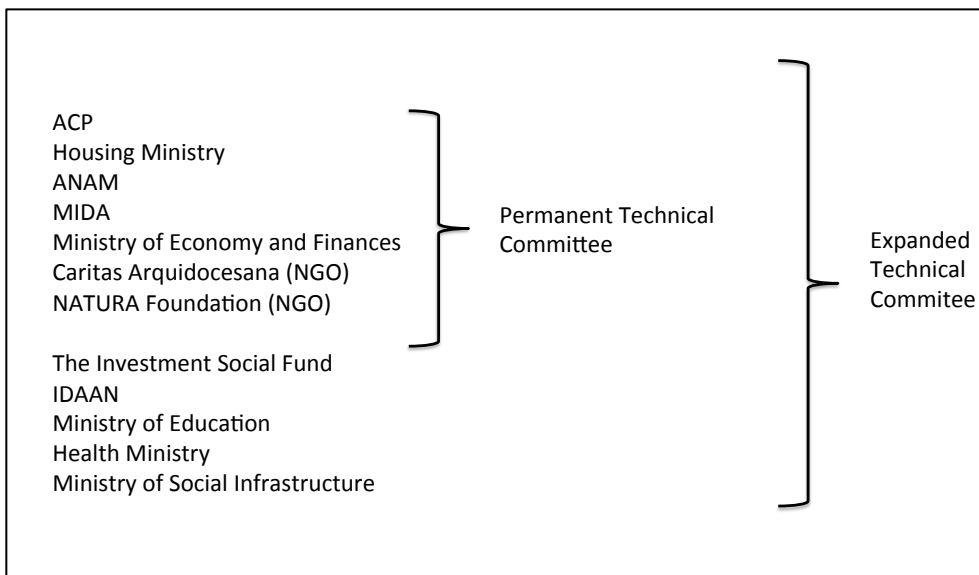 ACP
Housing Ministry
ANAM
MIDA
Ministry of Economy and Finances
Caritas Arquidocesana (NGO)
NATURA Foundation (NGO)
The Investment Social Fund
IDAAN
Ministry of Education
Health Ministry
Ministry of Social Infrastructure
Permanent Technical
Committee
Expanded
Technical
Commitee